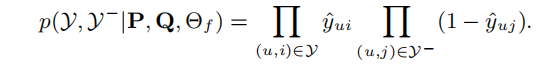 p(𝒴, 𝒴⁻|𝐏, 𝐐, Θ_f) = ∏_{(u,i)∈𝒴} ŷ_{ui} ∏_{(u,j)∈𝒴⁻} (1 − ŷ_{uj}).